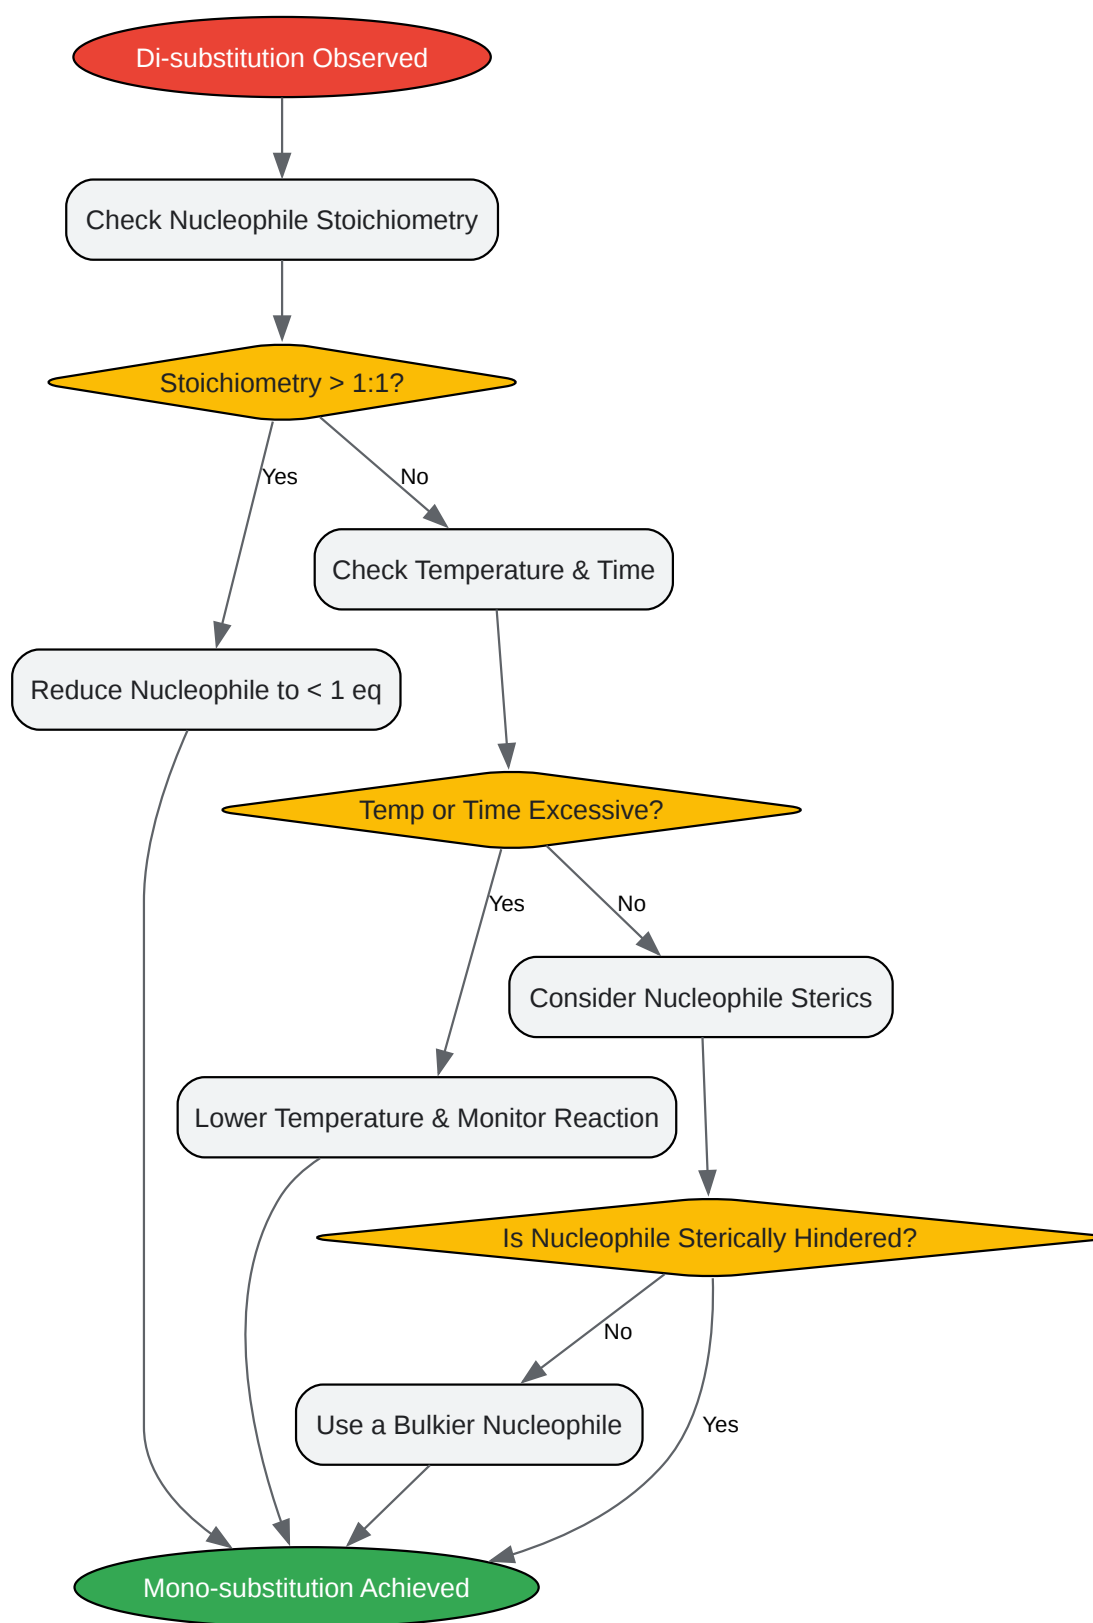 Di-substitution Observed
Check Nucleophile Stoichiometry
Stoichiometry > 1:1?
Yes
No
Check Temperature & Time
Reduce Nucleophile to < 1 eq
Temp or Time Excessive?
Yes
No
Consider Nucleophile Sterics
Lower Temperature & Monitor Reaction
Is Nucleophile Sterically Hindered?
No
Use a Bulkier Nucleophile
Yes
Mono-substitution Achieved